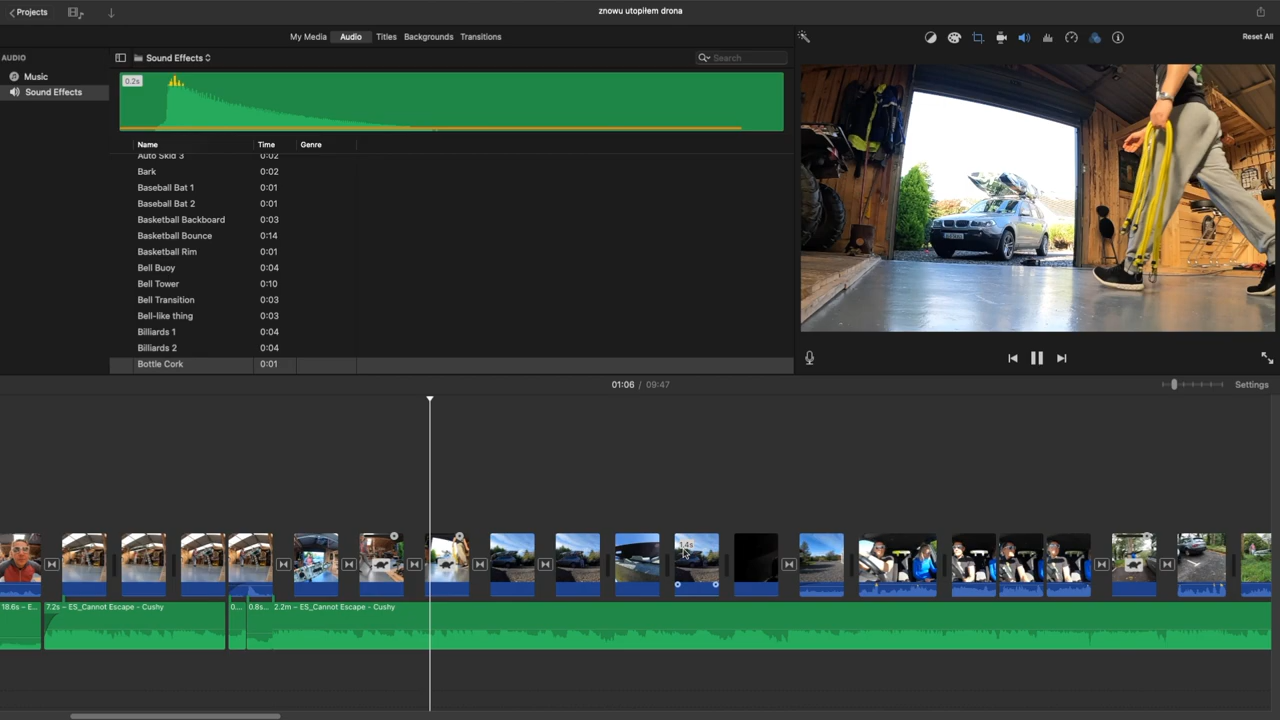 Projects
znowu utopiłem drona
My Media
Audio
Titles
Backgrounds
Transitions
Reset All
AUDIO
Music
Sound Effects
Sound Effects
Search
0.2s
Name Time Genre
Auto Skid 3 0:02
Bark 0:02
Baseball Bat 1 0:01
Baseball Bat 2 0:01
Basketball Backboard 0:03
Basketball Bounce 0:14
Basketball Rim 0:01
Bell Buoy 0:04
Bell Tower 0:10
Bell Transition 0:03
Bell-like thing 0:03
Billiards 1 0:04
Billiards 2 0:04
Bottle Cork 0:01
01:06 / 09:47
Settings
1.4s
18.6s – E...
7.2s – ES_Cannot Escape - Cushy
0...
0.8s...
2.2m – ES_Cannot Escape - Cushy